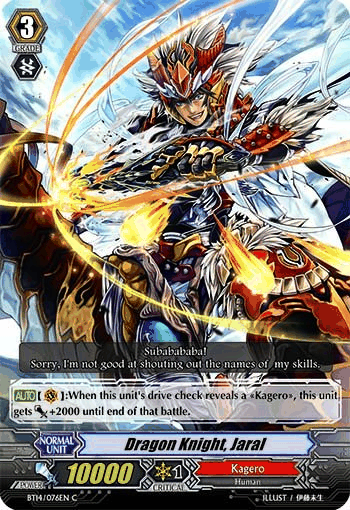 3
GRADE
Subabababa!
Sorry, I'm not good at shouting out the names of my skills.
AUTO [ ]:When this unit's drive check reveals a «Kagero», this unit
gets +2000 until end of that battle.
NORMAL
UNIT
Dragon Knight, Jaral
POWER 10000
1
CRITICAL
Kagero
Human
BT14/076EN C
ILLUST / 伊藤未生